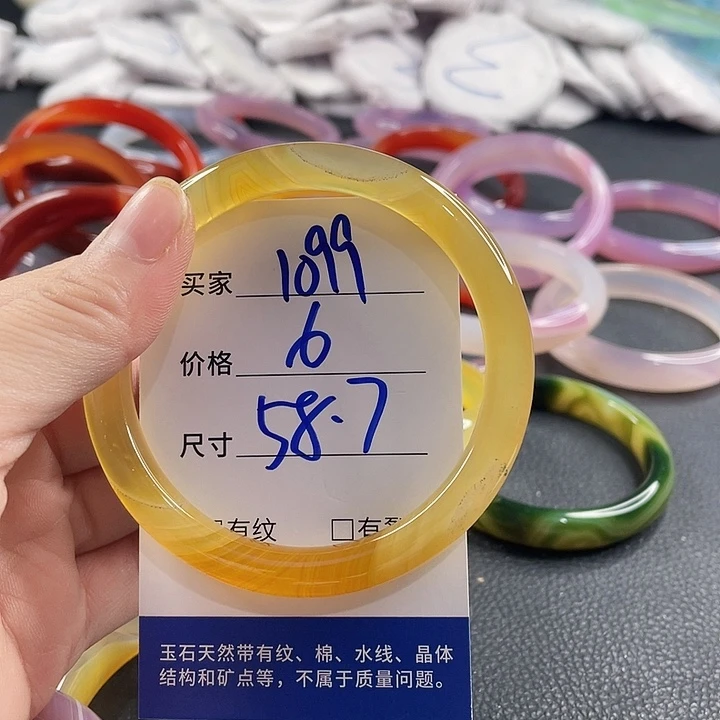 买家 1099
价格 6
尺寸 58.7
有纹 □有
玉石天然带有纹、棉、水线、晶体
结构和矿点等，不属于质量问题。